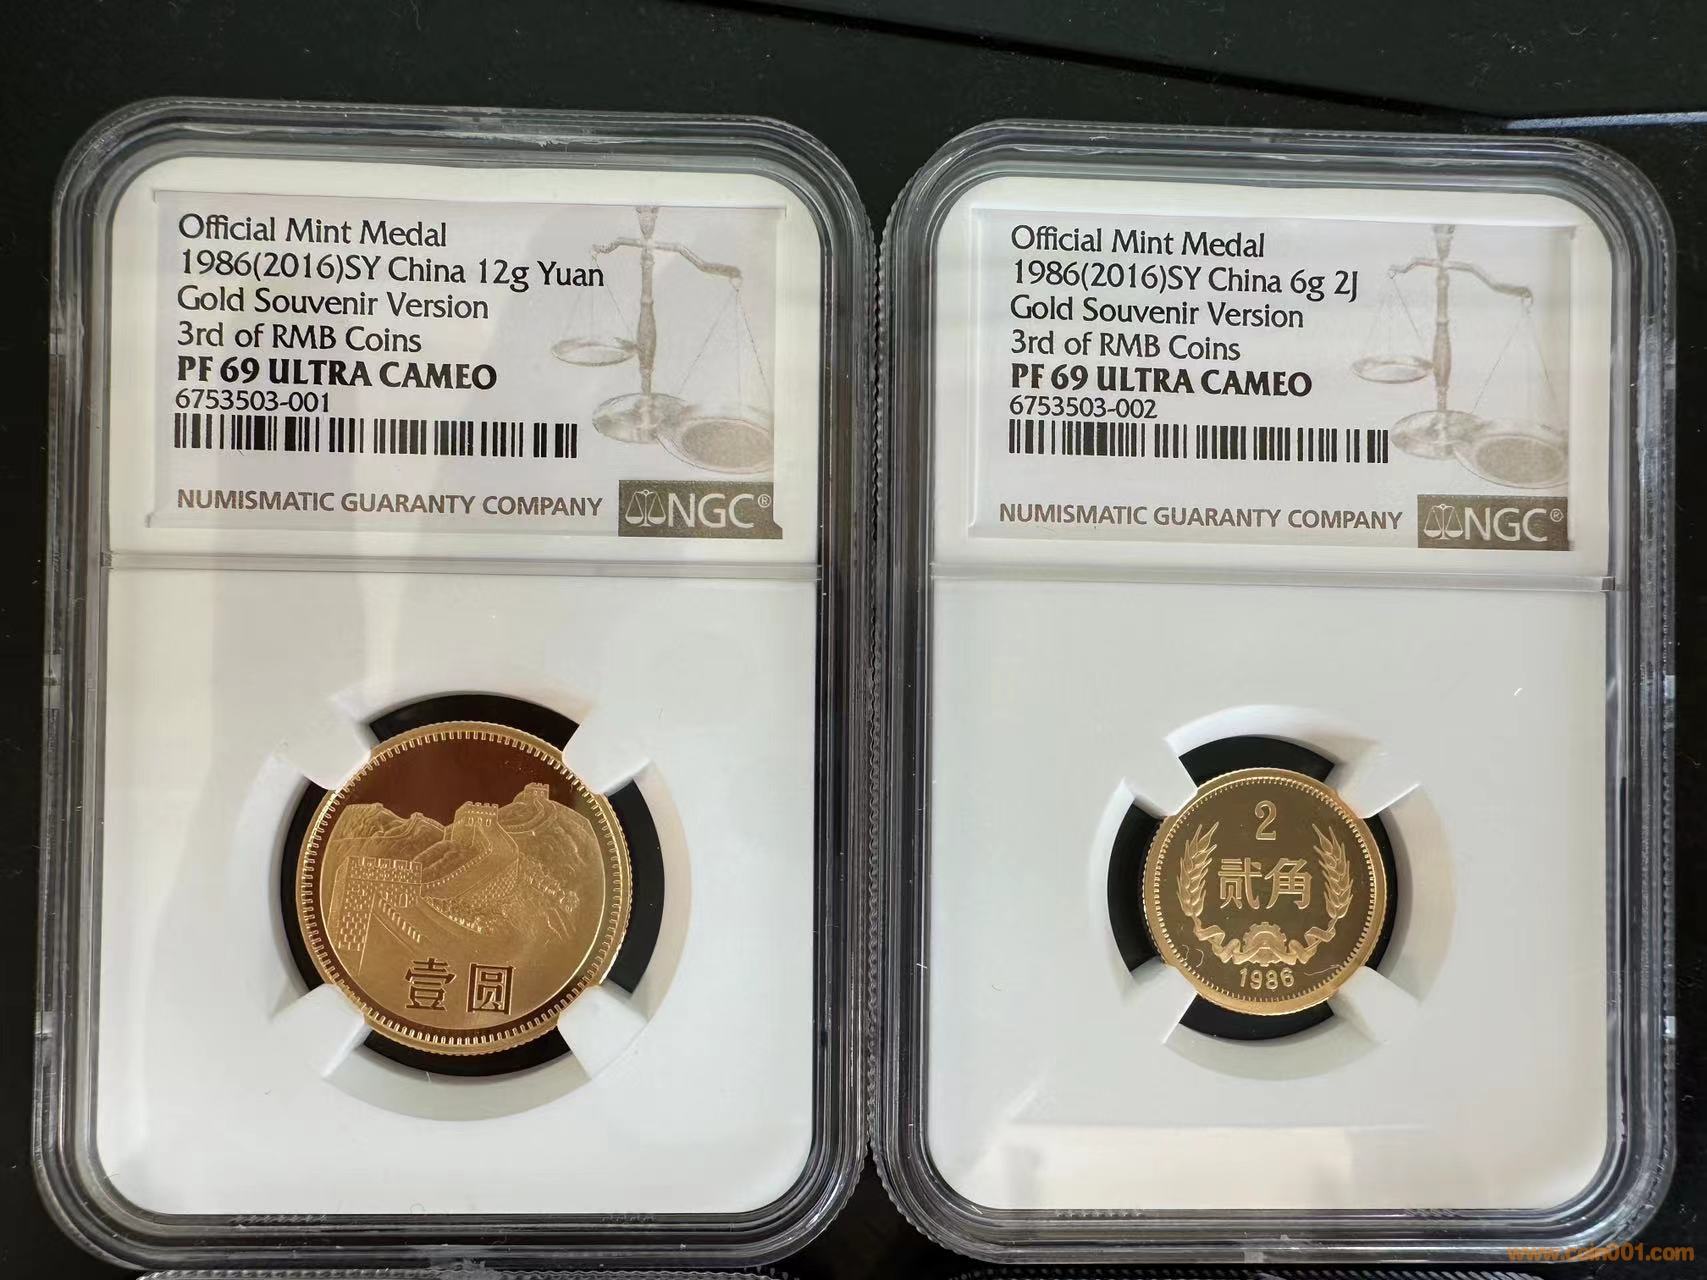 Official Mint Medal
1986(2016)SY China 12g Yuan
Gold Souvenir Version
3rd of RMB Coins
PF 69 ULTRA CAMEO
6753503-001
NUMISMATIC GUARANTY COMPANY NGC®
壹圆
Official Mint Medal
1986(2016)SY China 6g 2J
Gold Souvenir Version
3rd of RMB Coins
PF 69 ULTRA CAMEO
6753503-002
NUMISMATIC GUARANTY COMPANY NGC®
2
贰角
1986
www.coin001.com